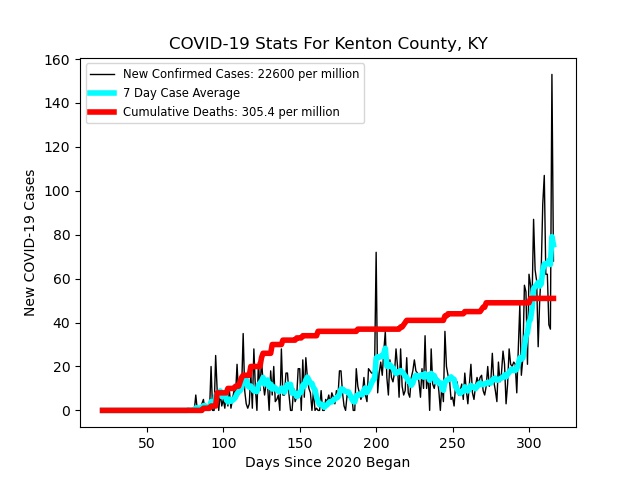 COVID-19 Stats For Kenton County, KY
New Confirmed Cases: 22600 per million
7 Day Case Average
Cumulative Deaths: 305.4 per million
New COVID-19 Cases
160
140
120
100
80
60
40
20
0
50
100
150
200
250
300
Days Since 2020 Began